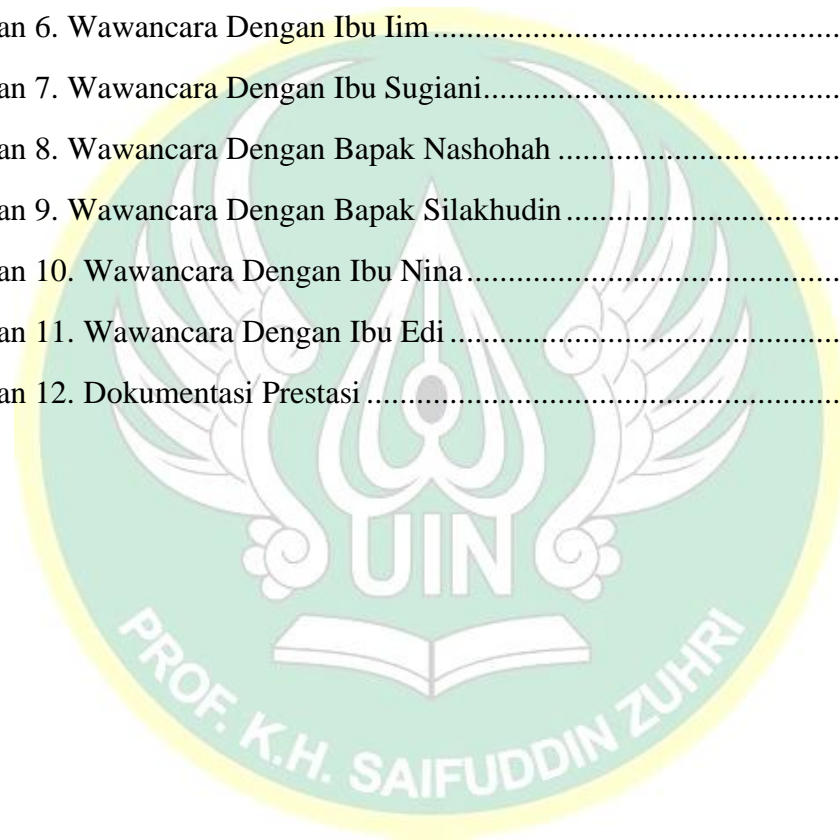 an 6. Wawancara Dengan Ibu Iim
an 7. Wawancara Dengan Ibu Sugiani
an 8. Wawancara Dengan Bapak Nashohah
an 9. Wawancara Dengan Bapak Silakhudin
an 10. Wawancara Dengan Ibu Nina
an 11. Wawancara Dengan Ibu Edi
an 12. Dokumentasi Prestasi
UIN
PROF. K.H. SAIFUDDIN ZUHRI